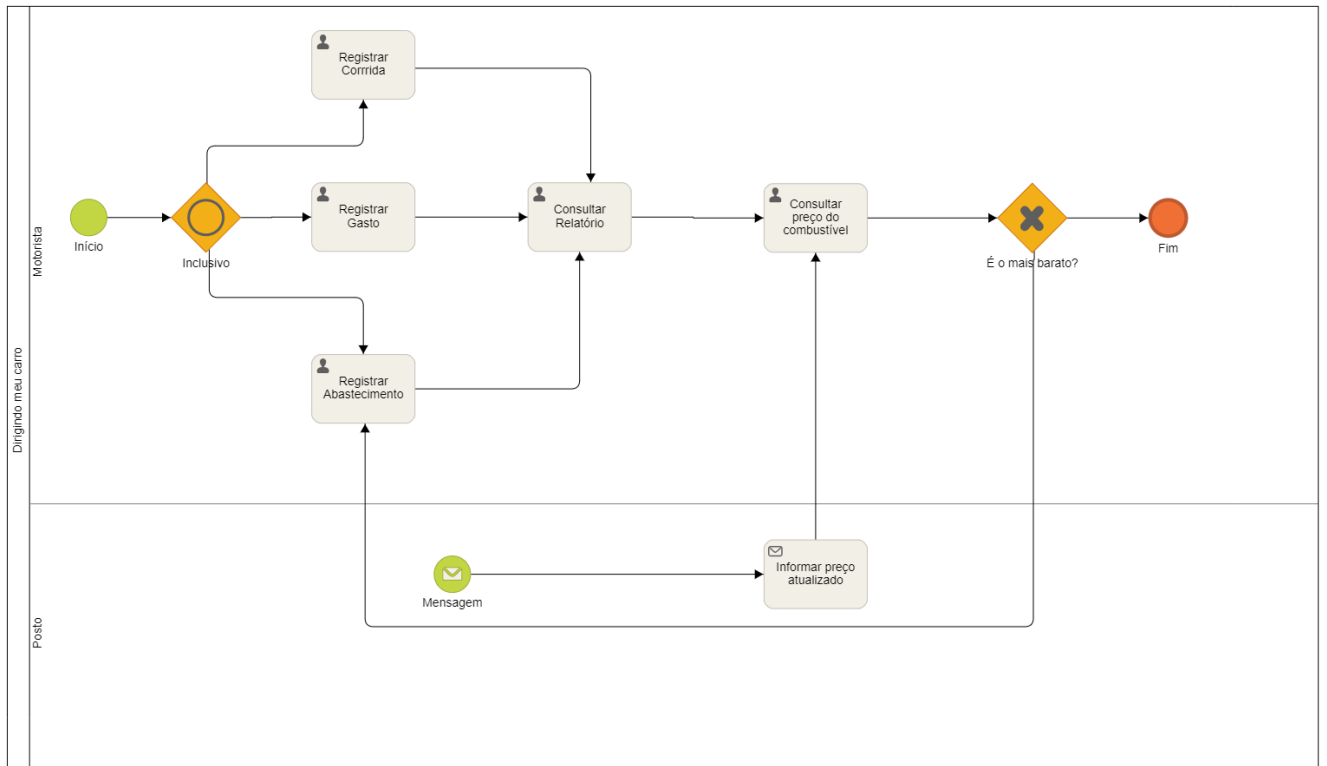 Dirigindo meu carro
Motorista
Início
Inclusivo
Registrar
Corrrida
Registrar
Gasto
Registrar
Abastecimento
Consultar
Relatório
Consultar
preço do
combustível
É o mais barato?
Fim
Posto
Mensagem
Informar preço
atualizado